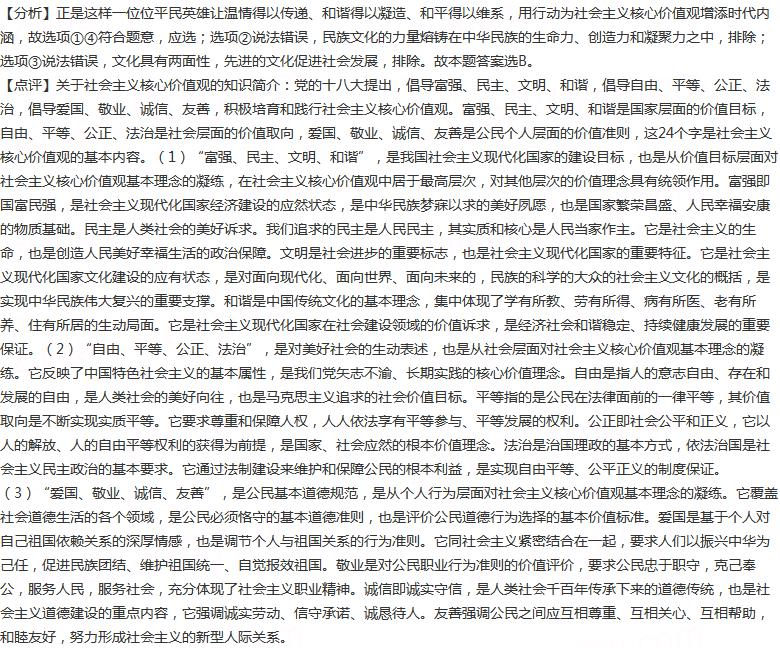 【分析】正是这样一位位平民英雄让温情得以传递、和谐得以凝造、和平得以维系，用行动为社会主义核心价值观增添时代内
涵，故选项①④符合题意，应选；选项②说法错误，民族文化的力量熔铸在中华民族的生命力、创造力和凝聚力之中，排除；
选项③说法错误，文化具有两面性，先进的文化促进社会发展，排除。故本题答案选B。
【点评】关于社会主义核心价值观的知识简介：党的十八大提出，倡导富强、民主、文明、和谐，倡导自由、平等、公正、法
治，倡导爱国、敬业、诚信、友善，积极培育和践行社会主义核心价值观。富强、民主、文明、和谐是国家层面的价值目标，
自由、平等、公正、法治是社会层面的价值取向，爱国、敬业、诚信、友善是公民个人层面的价值准则，这24个字是社会主义
核心价值观的基本内容。（1）“富强、民主、文明、和谐”，是我国社会主义现代化国家的建设目标，也是从价值目标层面对
社会主义核心价值观基本理念的凝练，在社会主义核心价值观中居于最高层次，对其他层次的价值理念具有统领作用。富强即
国富民强，是社会主义现代化国家经济建设的应然状态，是中华民族梦寐以求的美好夙愿，也是国家繁荣昌盛、人民幸福安康
的物质基础。民主是人类社会的美好诉求。我们追求的民主是人民民主，其实质和核心是人民当家作主。它是社会主义的生
命，也是创造人民美好幸福生活的政治保障。文明是社会进步的重要标志，也是社会主义现代化国家的重要特征。它是社会主
义现代化国家文化建设的应有状态，是对面向现代化、面向世界、面向未来的，民族的科学的大众的社会主义文化的概括，是
实现中华民族伟大复兴的重要支撑。和谐是中国传统文化的基本理念，集中体现了学有所教、劳有所得、病有所医、老有所
养、住有所居的生动局面。它是社会主义现代化国家在社会建设领域的价值诉求，是经济社会和谐稳定、持续健康发展的重要
保证。（2）“自由、平等、公正、法治”，是对美好社会的生动表述，也是从社会层面对社会主义核心价值观基本理念的凝
练。它反映了中国特色社会主义的基本属性，是我们党矢志不渝、长期实践的核心价值理念。自由是指人的意志自由、存在和
发展的自由，是人类社会的美好向往，也是马克思主义追求的社会价值目标。平等指的是公民在法律面前的一律平等，其价值
取向是不断实现实质平等。它要求尊重和保障人权，人人依法享有平等参与、平等发展的权利。公正即社会公平和正义，它以
人的解放、人的自由平等权利的获得为前提，是国家、社会应然的根本价值理念。法治是治国理政的基本方式，依法治国是社
会主义民主政治的基本要求。它通过法制建设来维护和保障公民的根本利益，是实现自由平等、公平正义的制度保证。
（3）“爱国、敬业、诚信、友善”，是公民基本道德规范，是从个人行为层面对社会主义核心价值观基本理念的凝练。它覆盖
社会道德生活的各个领域，是公民必须恪守的基本道德准则，也是评价公民道德行为选择的基本价值标准。爱国是基于个人对
自己祖国依赖关系的深厚情感，也是调节个人与祖国关系的行为准则。它同社会主义紧密结合在一起，要求人们以振兴中华为
己任，促进民族团结、维护祖国统一、自觉报效祖国。敬业是对公民职业行为准则的价值评价，要求公民忠于职守，克己奉
公，服务人民，服务社会，充分体现了社会主义职业精神。诚信即诚实守信，是人类社会千百年传承下来的道德传统，也是社
会主义道德建设的重点内容，它强调诚实劳动、信守承诺、诚恳待人。友善强调公民之间应互相尊重、互相关心、互相帮助，
和睦友好，努力形成社会主义的新型人际关系。